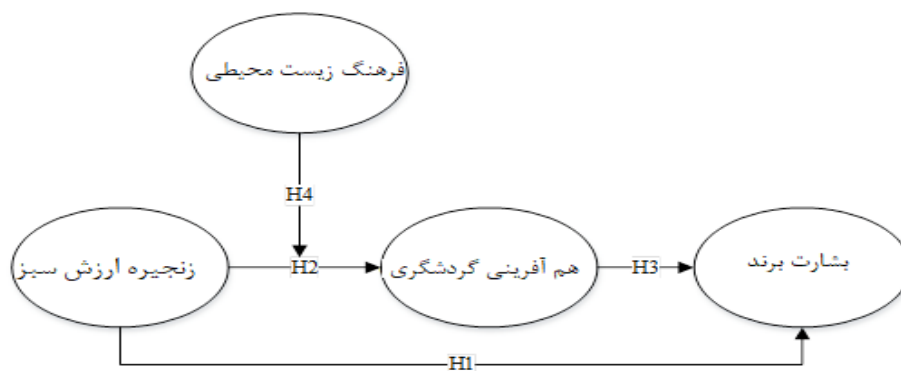 فرهنگ زیست محیطی
H4
زنجیره ارزش سبز
H2
هم آفرینی گردشگری
H3
بشارت برند
H1